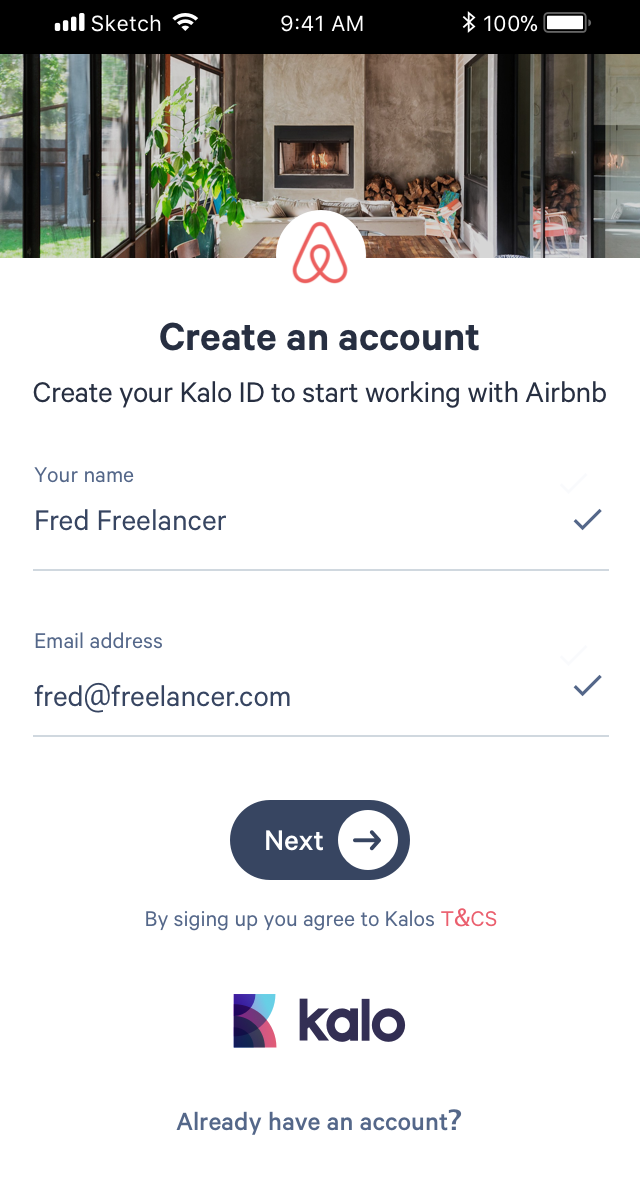 Sketch 9:41 AM 100%
Create an account
Create your Kalo ID to start working with Airbnb
Your name
Fred Freelancer
Email address
fred@freelancer.com
Next
By siging up you agree to Kalos T&CS
kalo
Already have an account?